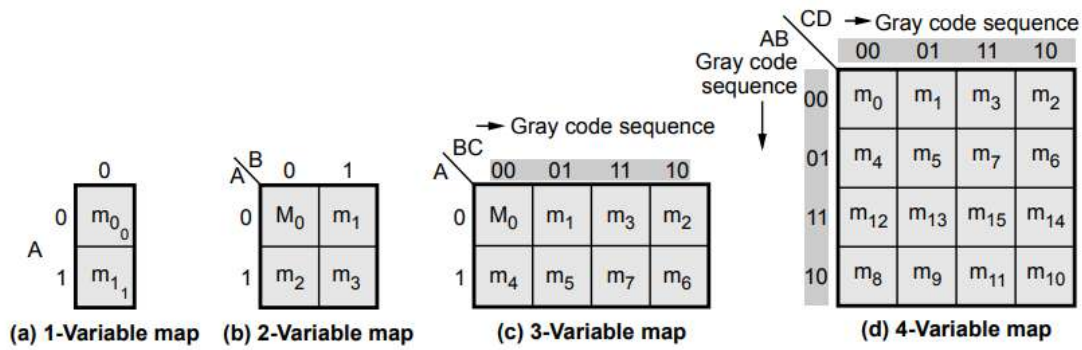 0
A
0 m0 0
1 m1 1
(a) 1-Variable map
B
A 0 1
0 M0 m1
1 m2 m3
(b) 2-Variable map
→ Gray code sequence
BC
A 00 01 11 10
0 M0 m1 m3 m2
1 m4 m5 m7 m6
(c) 3-Variable map
CD → Gray code sequence
AB 00 01 11 10
Gray code
sequence
00 m0 m1 m3 m2
01 m4 m5 m7 m6
11 m12 m13 m15 m14
10 m8 m9 m11 m10
(d) 4-Variable map